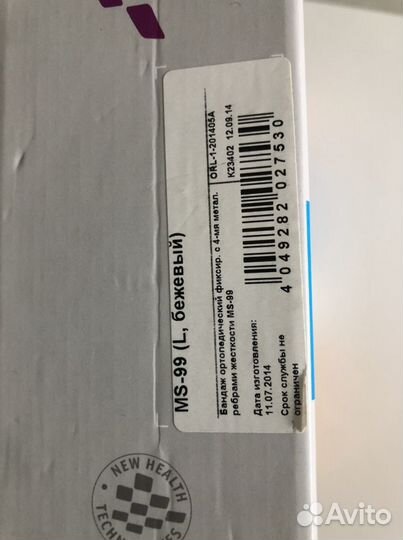 MS-99 (L, бежевый)
Бандаж ортопедический фиксир. с 4-мя метал.
ребрами жесткости MS-99
ORL-1-201405A
K23402 12.09.14
4 049282 027530
Дата изготовления:
11.07.2014
Срок службы не
ограничен
NEW HEALTH
Avito